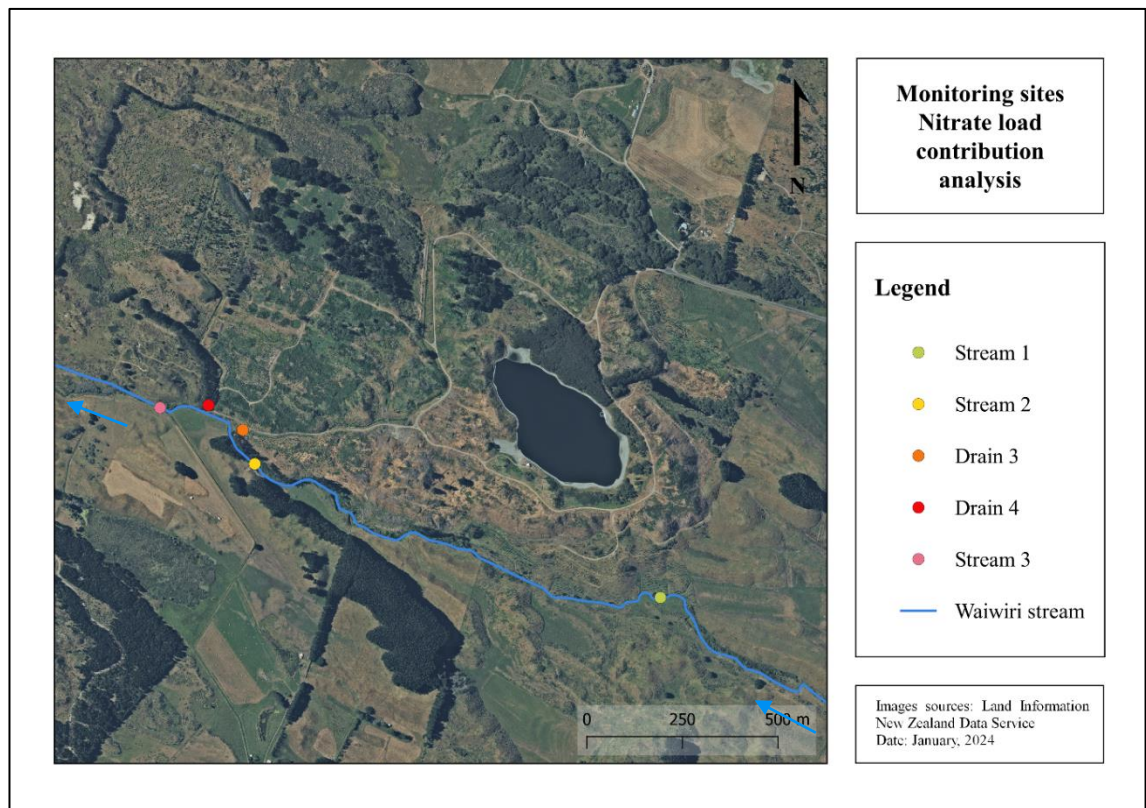 Monitoring sites
Nitrate load
contribution
analysis
N
Legend
Stream 1
Stream 2
Drain 3
Drain 4
Stream 3
Waiwiri stream
0 250 500 m
Images sources: Land Information
New Zealand Data Service
Date: January, 2024